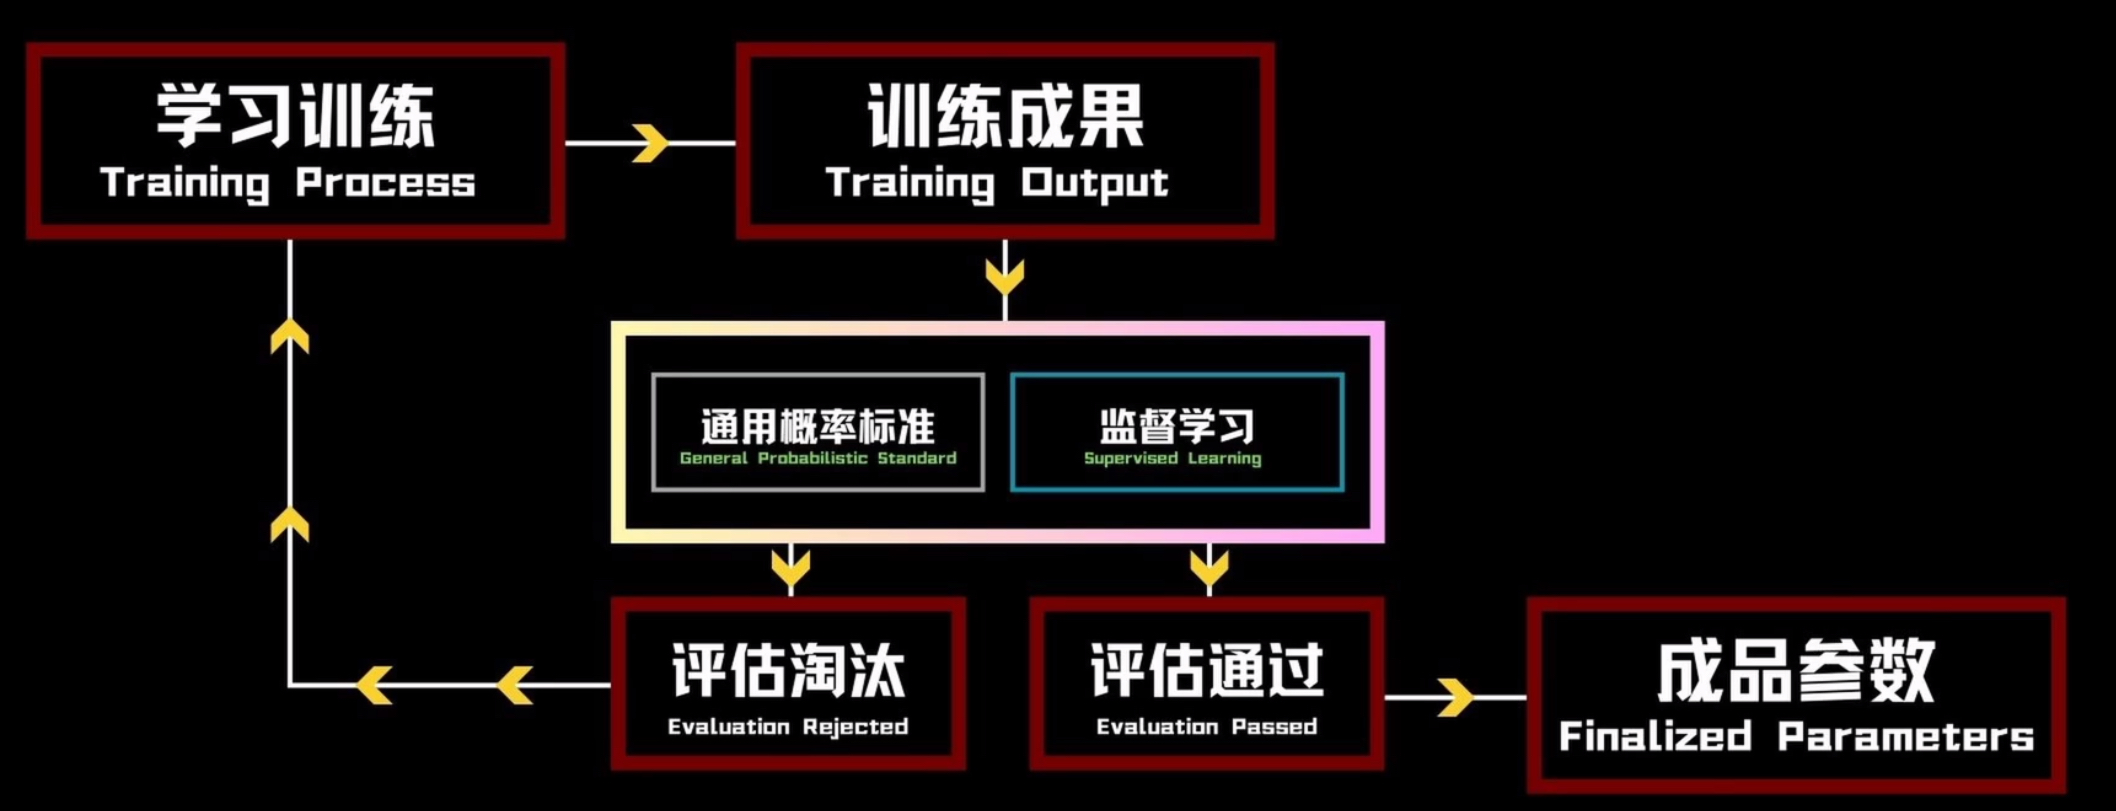 学习训练
Training Process
训练成果
Training Output
通用概率标准
General Probabilistic Standard
监督学习
Supervised Learning
评估淘汰
Evaluation Rejected
评估通过
Evaluation Passed
成品参数
Finalized Parameters